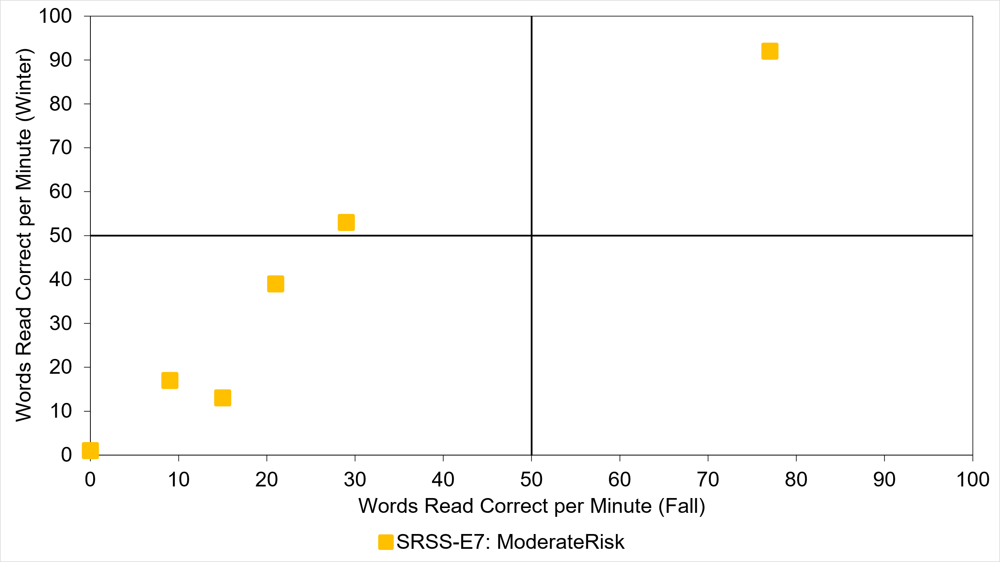 100
90
80
70
60
50
40
30
20
10
0
Words Read Correct per Minute (Winter)
0 10 20 30 40 50 60 70 80 90 100
Words Read Correct per Minute (Fall)
SRSS-E7: ModerateRisk